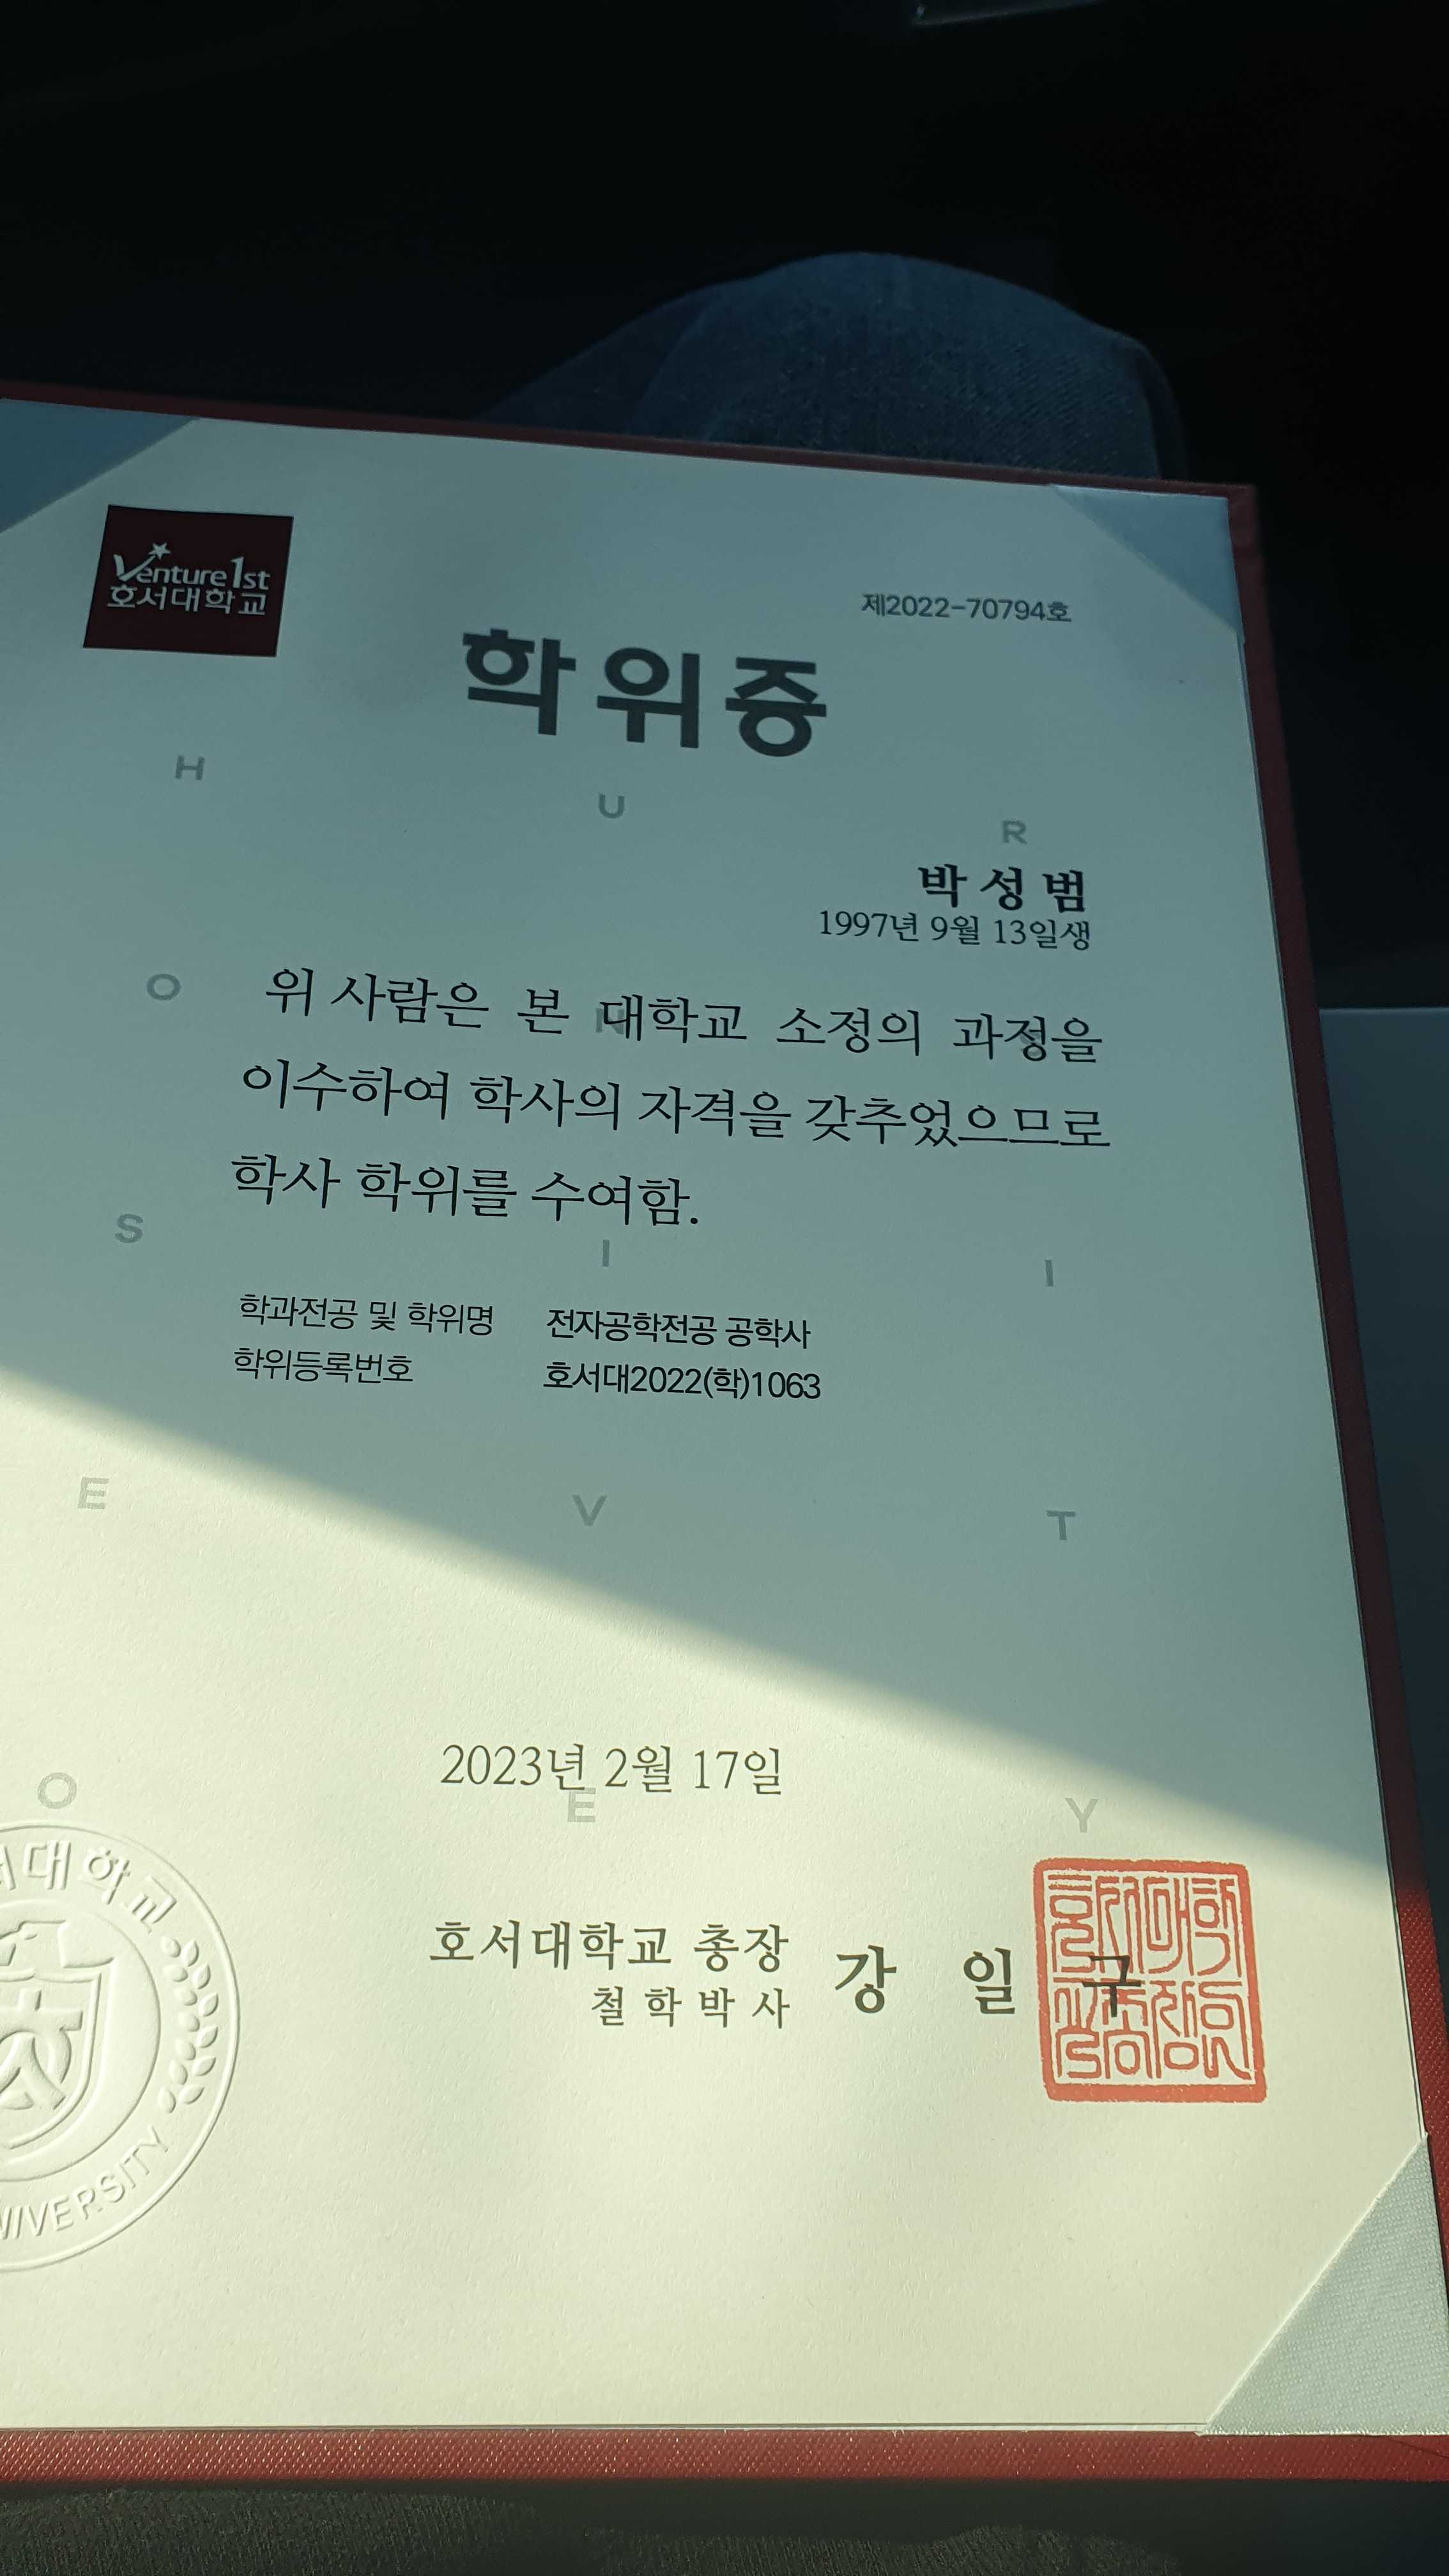 Venture 1st
호서대학교
제2022-70794호
학위증
H U R
박성범
1997년 9월 13일생
O N S
위 사람은 본 대학교 소정의 과정을
이수하여 학사의 자격을 갖추었으므로
학사 학위를 수여함.
S I I
학과전공 및 학위명 전자공학전공 공학사
학위등록번호 호서대2022(학)1063
E V T
2023년 2월 17일
O E Y
호서대학교 총장 강 일 구
철학박사
대학교